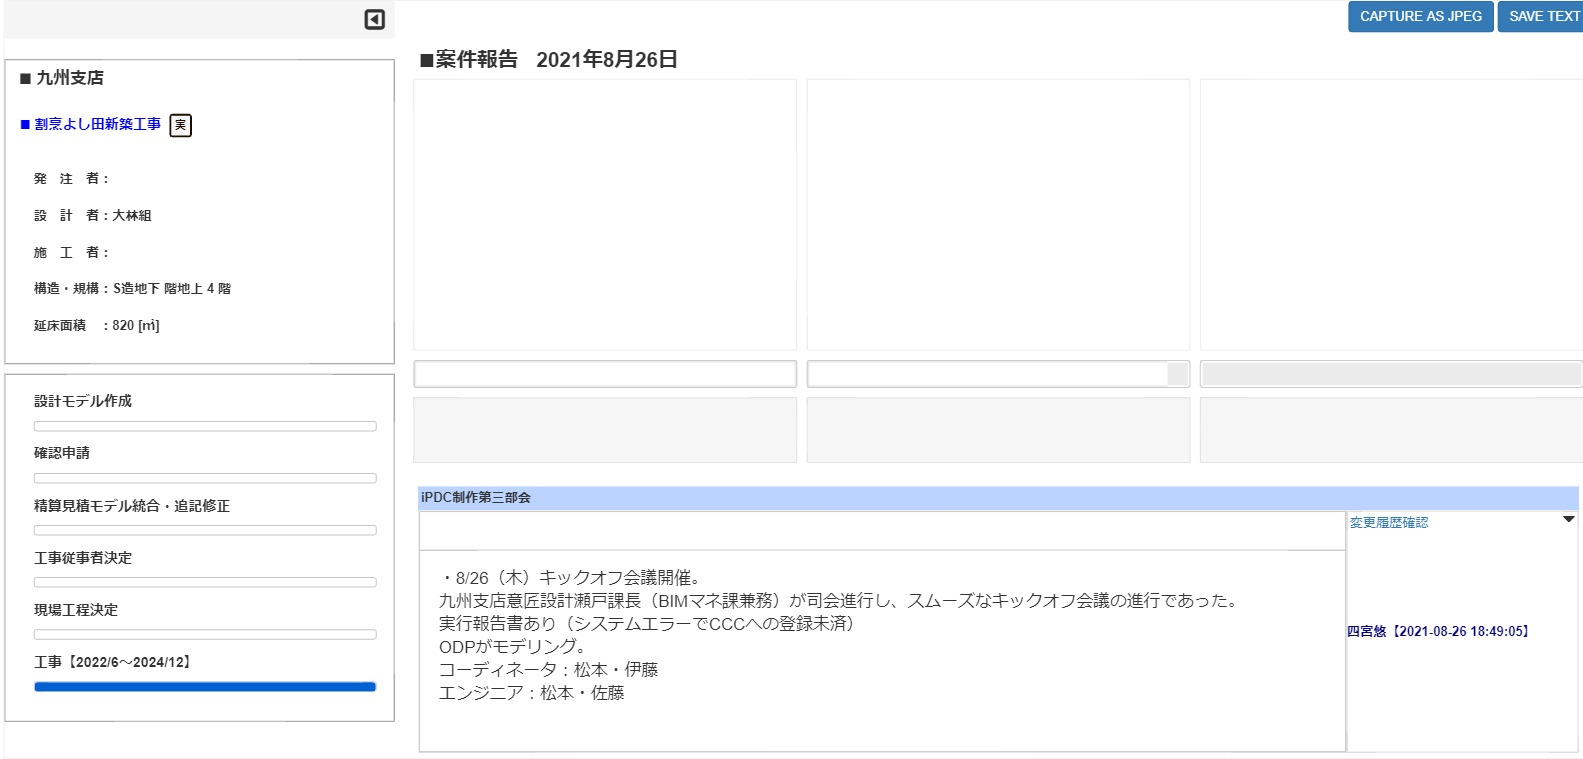 CAPTURE AS JPEG
SAVE TEXT
■案件報告 2021年8月26日
■ 九州支店
■ 割烹よし田新築工事 実
発 注 者：
設 計 者：大林組
施 工 者：
構造・規構：S造地下 階地上 4 階
延床面積 ：820 [㎡]
設計モデル作成
確認申請
精算見積モデル統合・追記修正
工事従事者決定
現場工程決定
工事【2022/6～2024/12】
iPDC制作第三部会
変更履歴確認
・8/26（木）キックオフ会議開催。
九州支店意匠設計瀬戸課長（BIMマネ課兼務）が司会進行し、スムーズなキックオフ会議の進行であった。
実行報告書あり（システムエラーでCCCへの登録未済）
ODPがモデリング。
コーディネータ：松本・伊藤
エンジニア：松本・佐藤
四宮悠【2021-08-26 18:49:05】